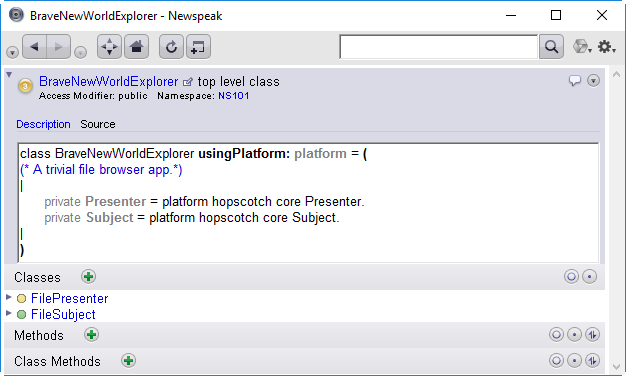 BraveNewWorldExplorer - Newspeak
3 BraveNewWorldExplorer top level class
Access Modifier: public Namespace: NS101
Description Source
class BraveNewWorldExplorer usingPlatform: platform = (
(* A trivial file browser app.*)
|
private Presenter = platform hopscotch core Presenter.
private Subject = platform hopscotch core Subject.
|
)
Classes
FilePresenter
FileSubject
Methods
Class Methods